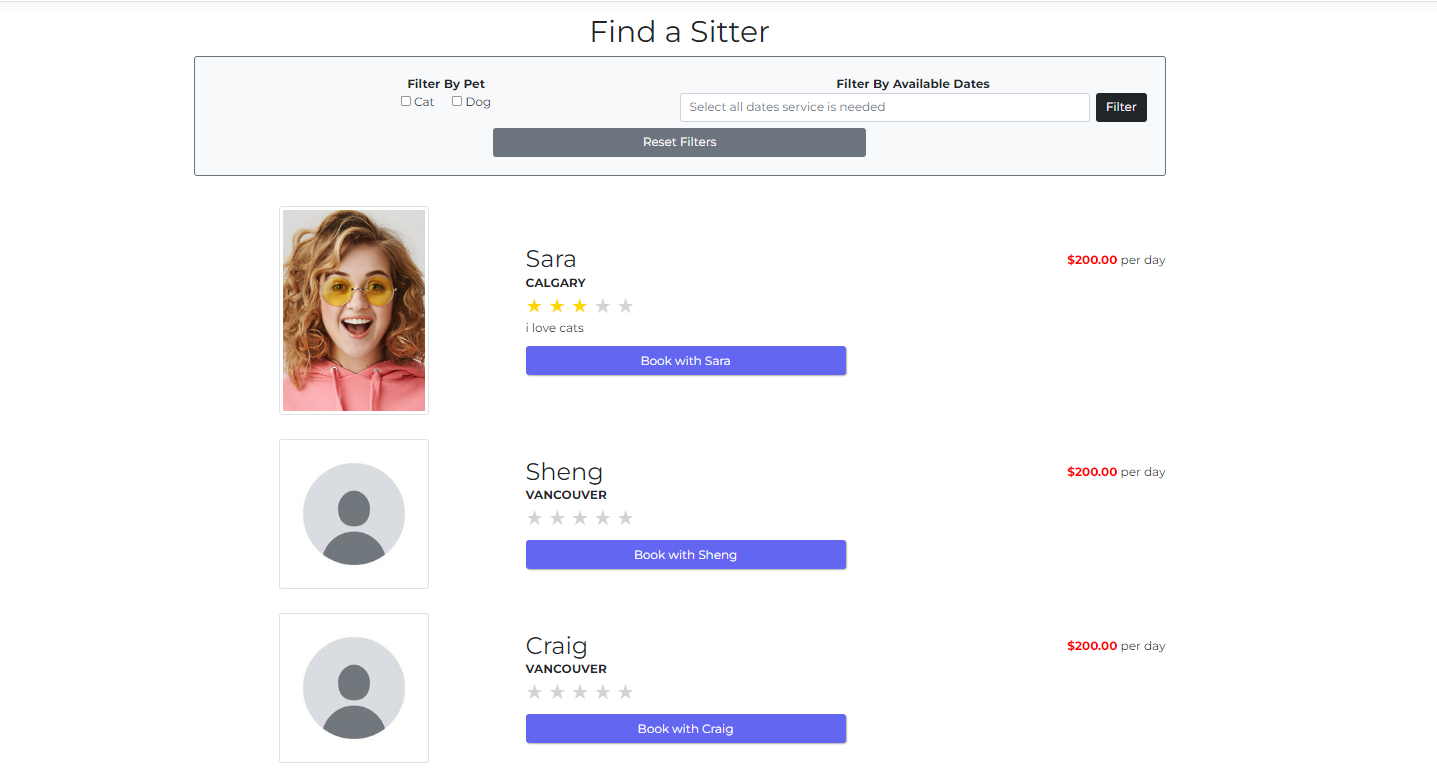 Find a Sitter
Filter By Pet
Cat Dog
Filter By Available Dates
Select all dates service is needed
Filter
Reset Filters
Sara
$200.00 per day
CALGARY
i love cats
Book with Sara
Sheng
$200.00 per day
VANCOUVER
Book with Sheng
Craig
$200.00 per day
VANCOUVER
Book with Craig